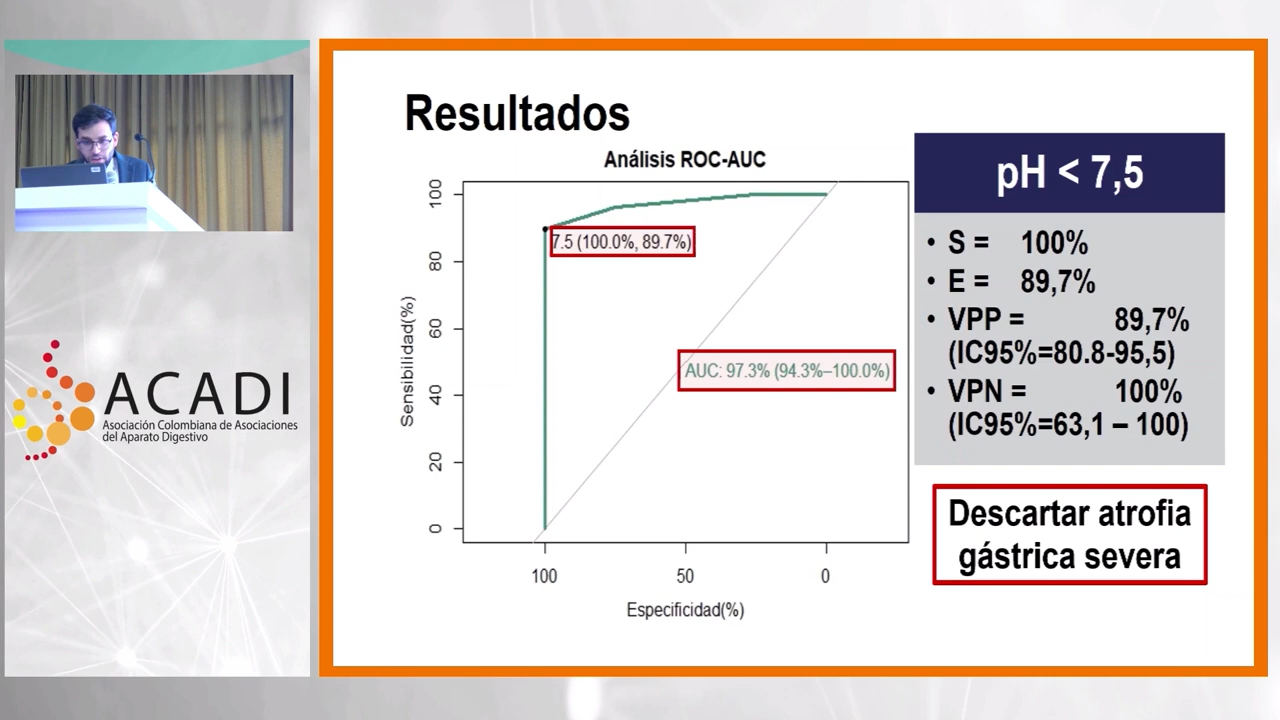 Resultados
Análisis ROC-AUC
100
80
60
40
20
0
Sensibilidad(%)
7.5 (100.0%, 89.7%)
AUC: 97.3% (94.3%–100.0%)
100
50
0
Especificidad(%)
pH < 7,5
• S = 100%
• E = 89,7%
• VPP = 89,7%
(IC95%=80.8-95,5)
• VPN = 100%
(IC95%=63,1 – 100)
Descartar atrofia
gástrica severa
ACADI
Asociación Colombiana de Asociaciones
del Aparato Digestivo